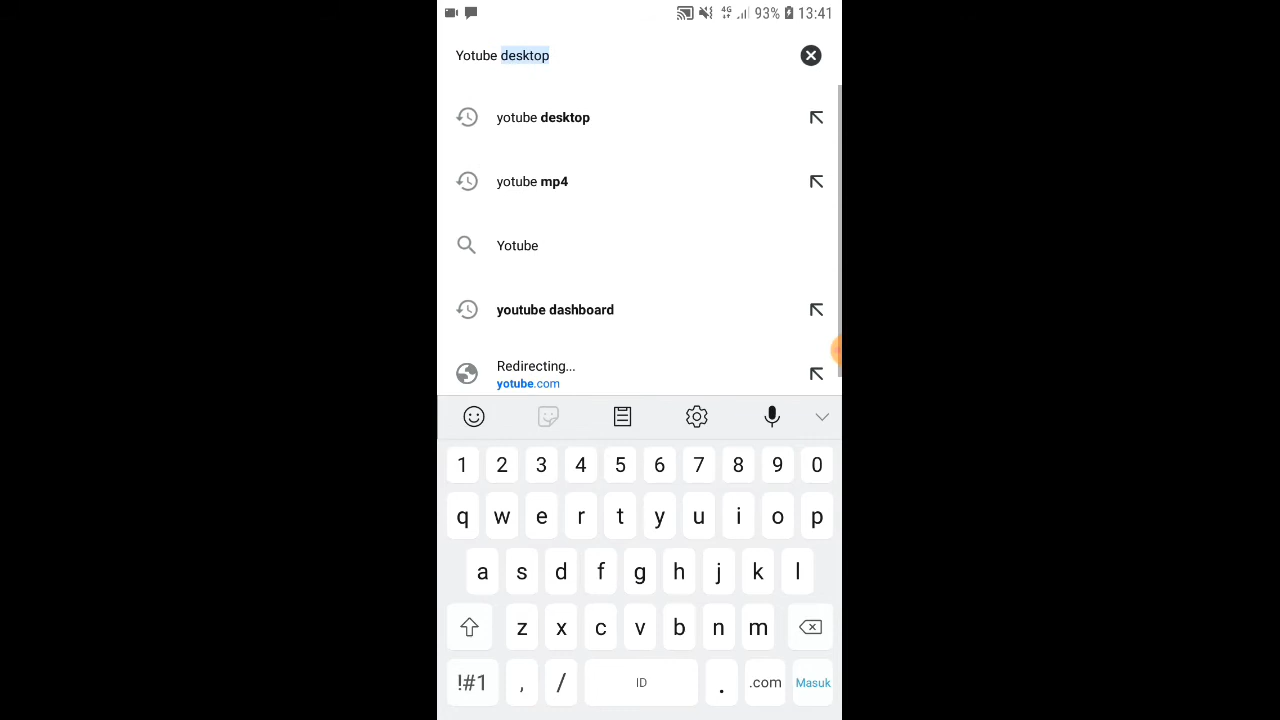 4G 93% 13:41
Yotube desktop
yotube desktop
yotube mp4
Yotube
youtube dashboard
Redirecting...
yotube.com
1 2 3 4 5 6 7 8 9 0
q w e r t y u i o p
a s d f g h j k l
z x c v b n m
!#1 , / ID . .com Masuk